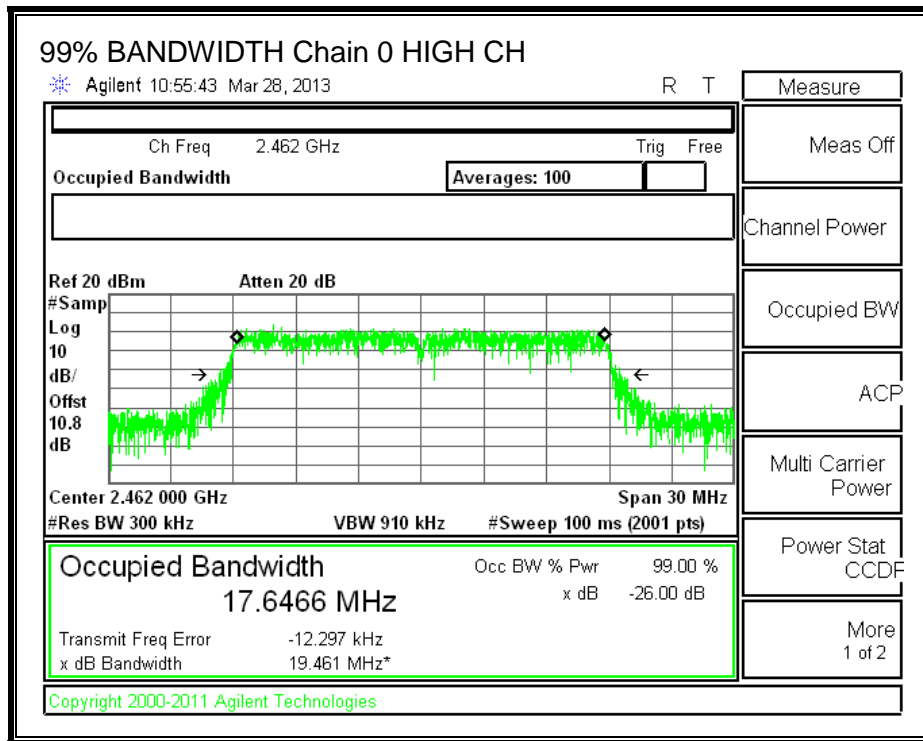 99% BANDWIDTH Chain 0 HIGH CH
Agilent 10:55:43 Mar 28, 2013 R T
Ch Freq 2.462 GHz Trig Free
Occupied Bandwidth Averages: 100
Ref 20 dBm Atten 20 dB
#Samp
Log
10
dB/
Offst
10.8
dB
Center 2.462 000 GHz Span 30 MHz
#Res BW 300 kHz VBW 910 kHz #Sweep 100 ms (2001 pts)
Occupied Bandwidth Occ BW % Pwr 99.00 %
17.6466 MHz x dB -26.00 dB
Transmit Freq Error -12.297 kHz
x dB Bandwidth 19.461 MHz*
Copyright 2000-2011 Agilent Technologies
Measure
Meas Off
Channel Power
Occupied BW
ACP
Multi Carrier
Power
Power Stat
CCDF
More
1 of 2